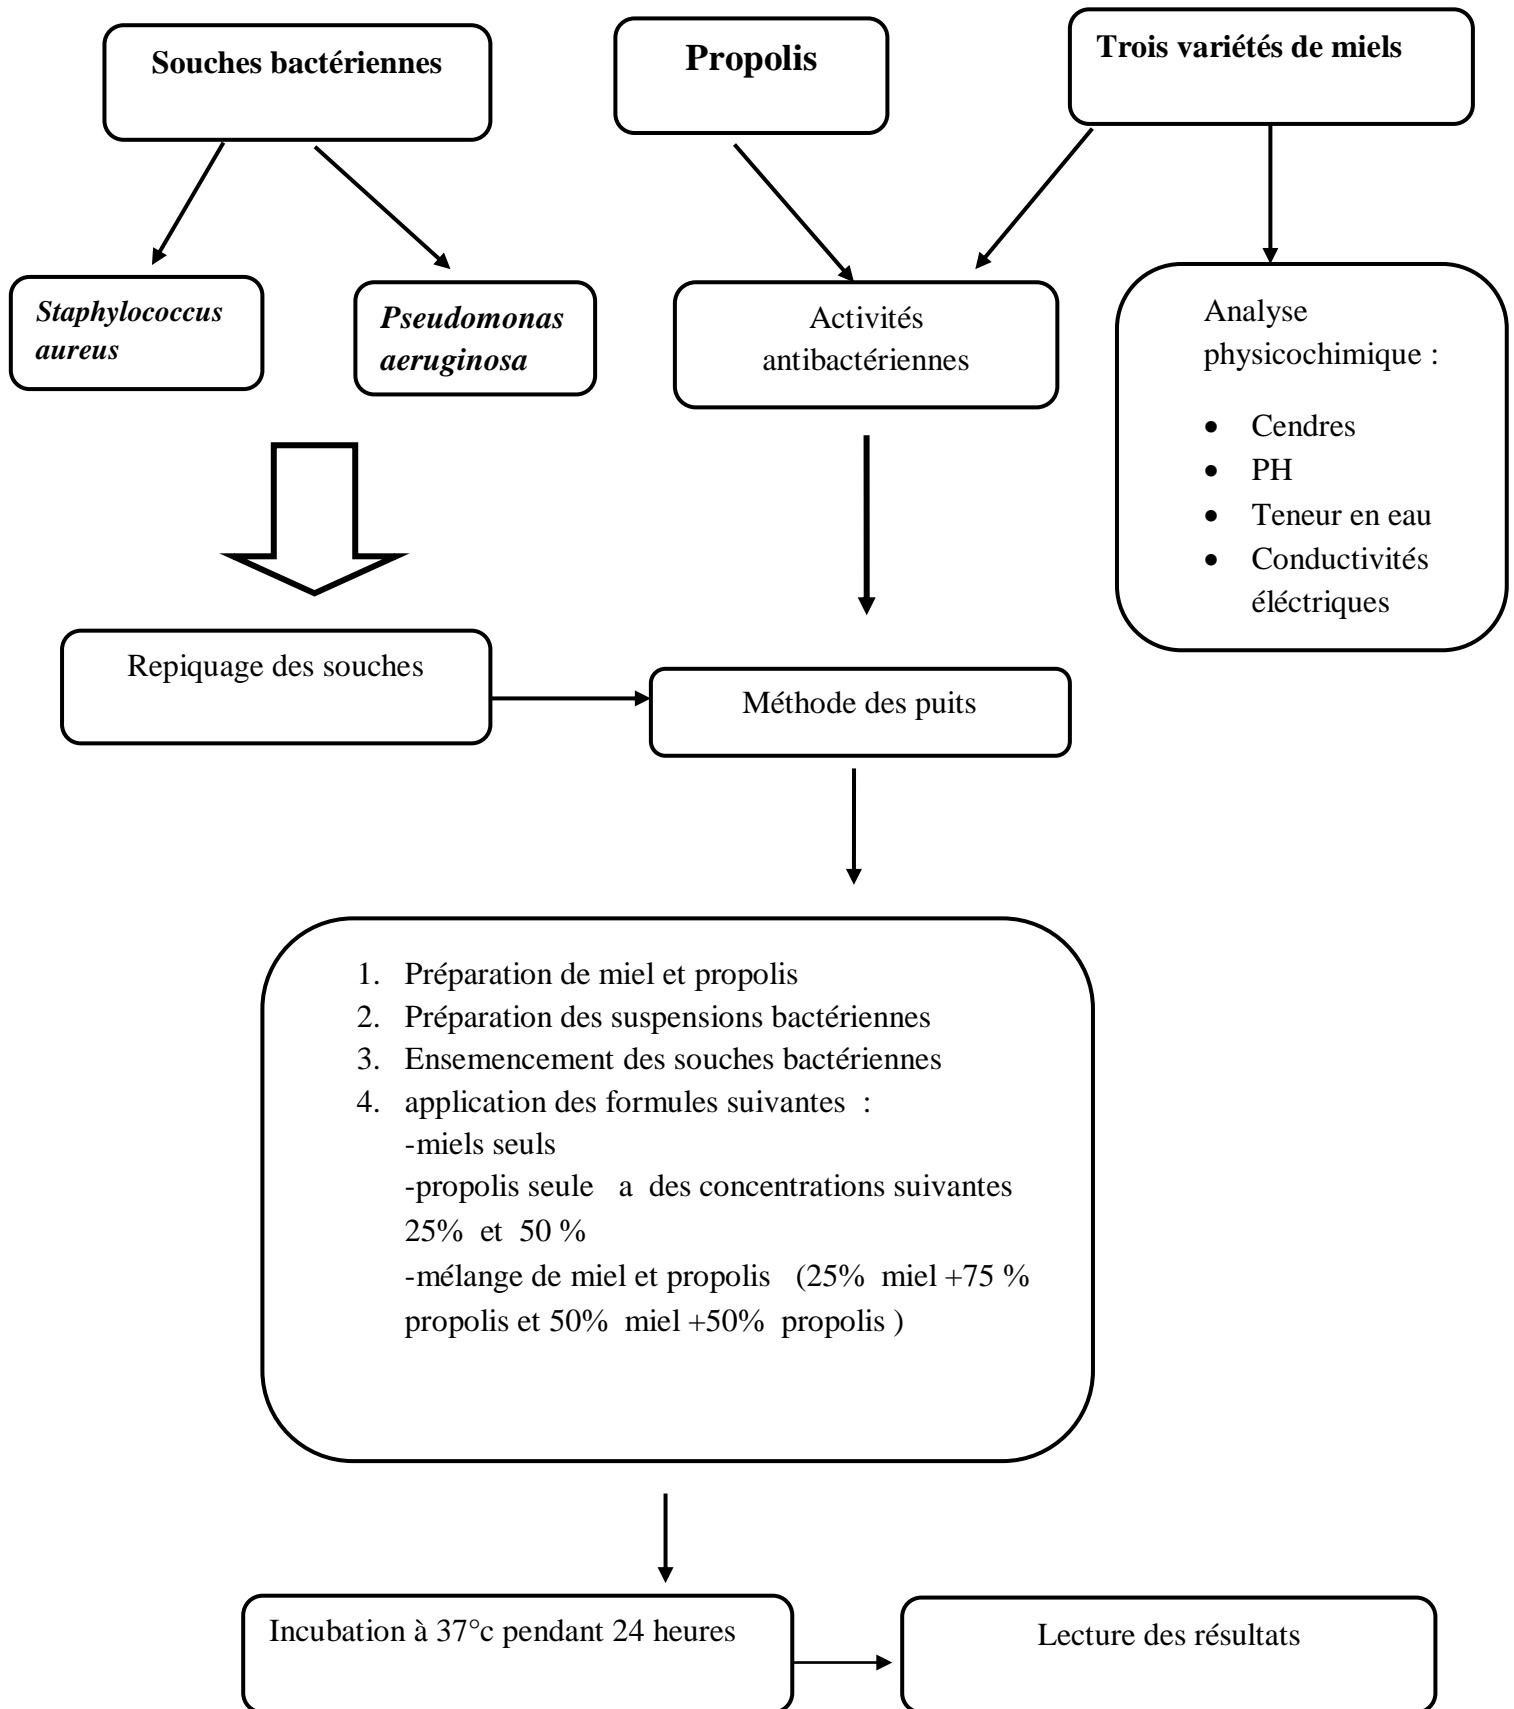 Souches bactériennes
Propolis
Trois variétés de miels
Staphylococcus
aureus
Pseudomonas
aeruginosa
Activités
antibactériennes
Analyse
physicochimique :
• Cendres
• PH
• Teneur en eau
• Conductivités
éléctriques
Repiquage des souches
Méthode des puits
1. Préparation de miel et propolis
2. Préparation des suspensions bactériennes
3. Ensemencement des souches bactériennes
4. application des formules suivantes :
-miels seuls
-propolis seule a des concentrations suivantes
25% et 50 %
-mélange de miel et propolis (25% miel +75 %
propolis et 50% miel +50% propolis )
Incubation à 37°c pendant 24 heures
Lecture des résultats